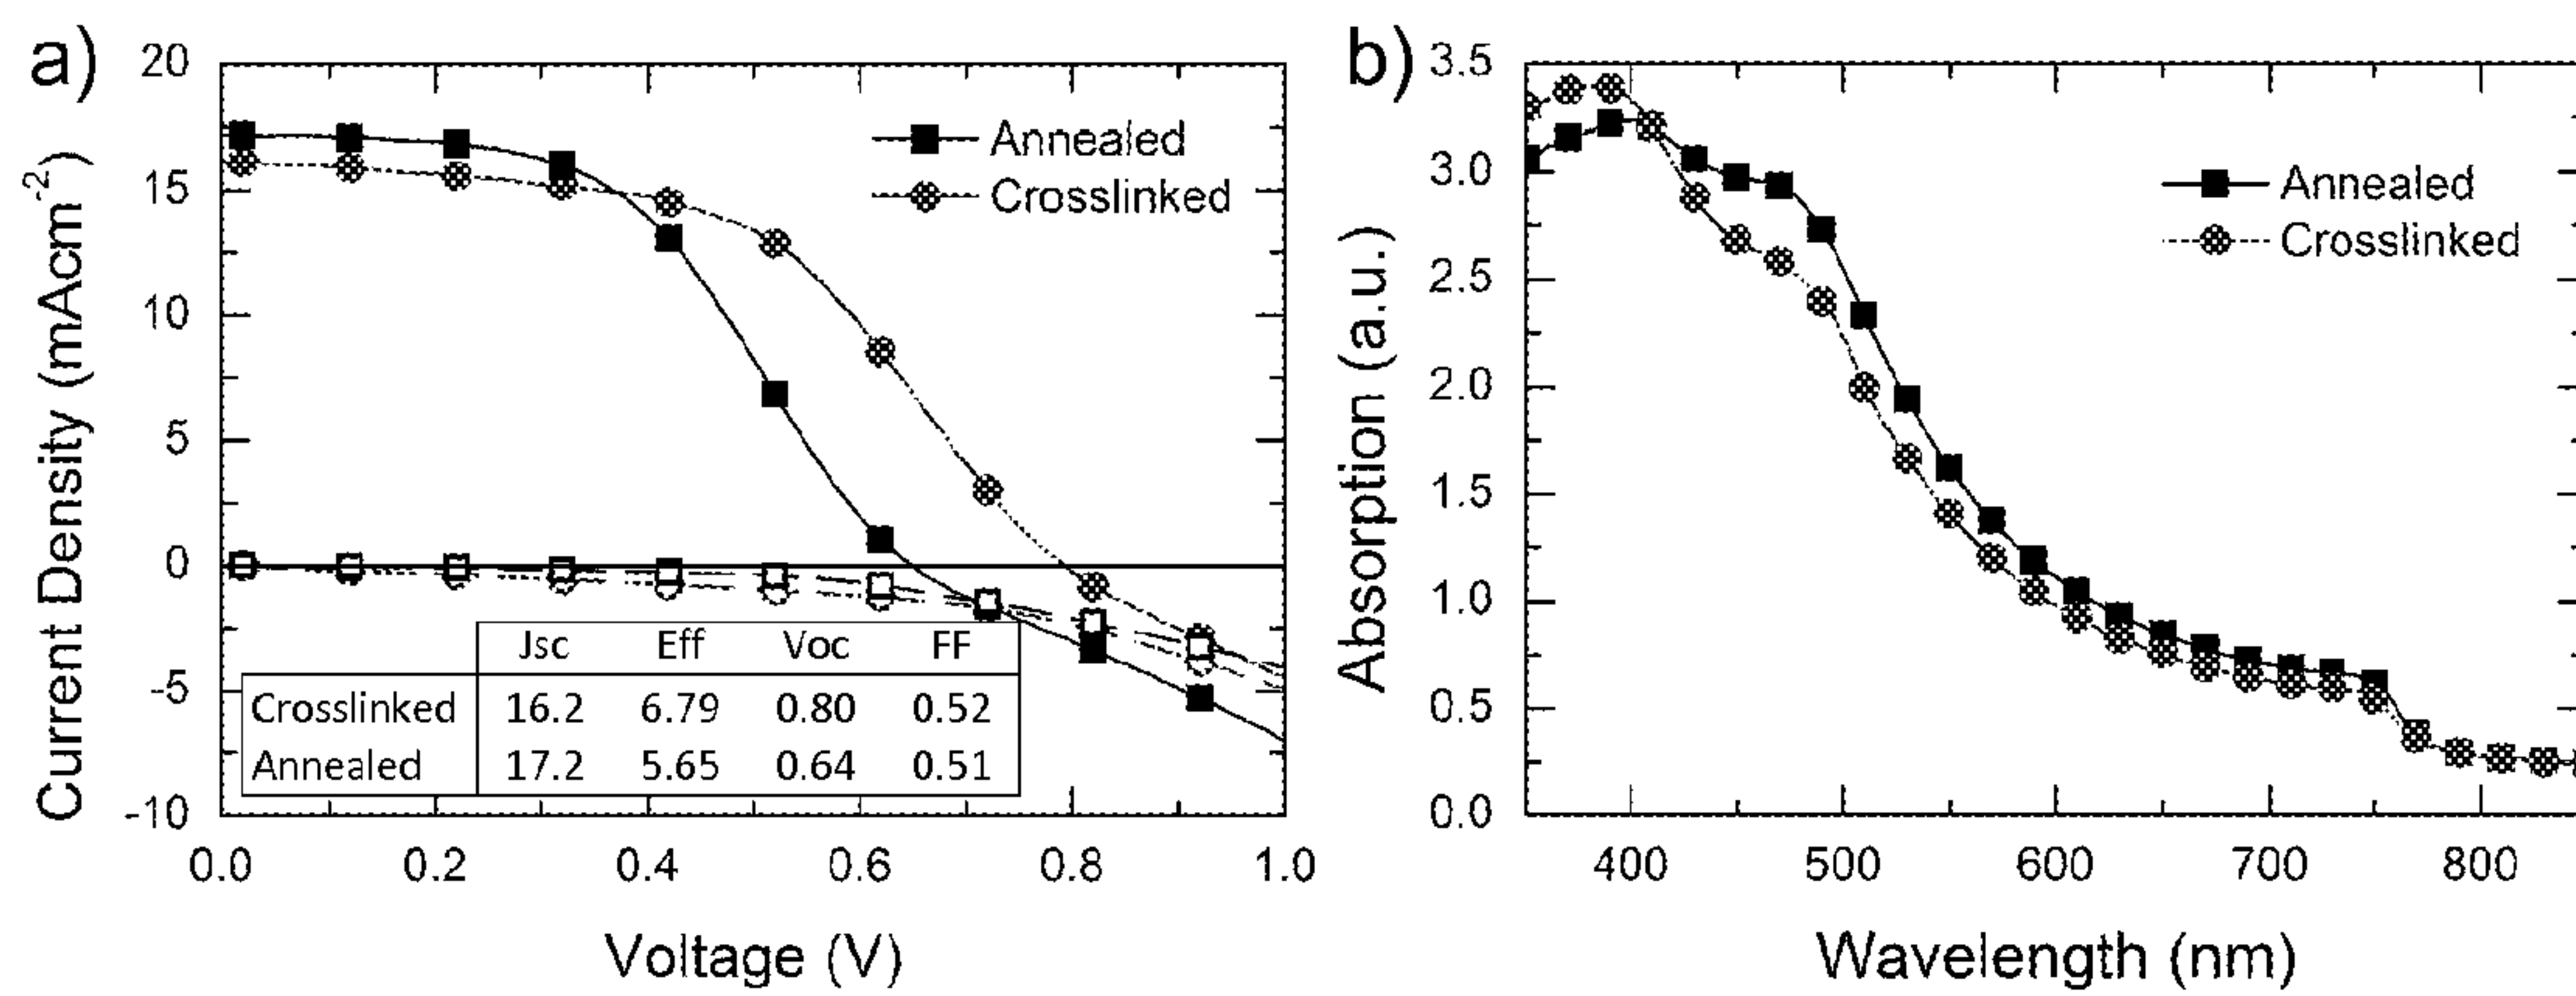 a)
Current Density (mAcm⁻²)
20
15
10
5
0
-5
-10
Annealed
Crosslinked
Jsc Eff Voc FF
Crosslinked 16.2 6.79 0.80 0.52
Annealed 17.2 5.65 0.64 0.51
0.0 0.2 0.4 0.6 0.8 1.0
Voltage (V)
b)
Absorption (a.u.)
3.5
3.0
2.5
2.0
1.5
1.0
0.5
0.0
Annealed
Crosslinked
400 500 600 700 800
Wavelength (nm)